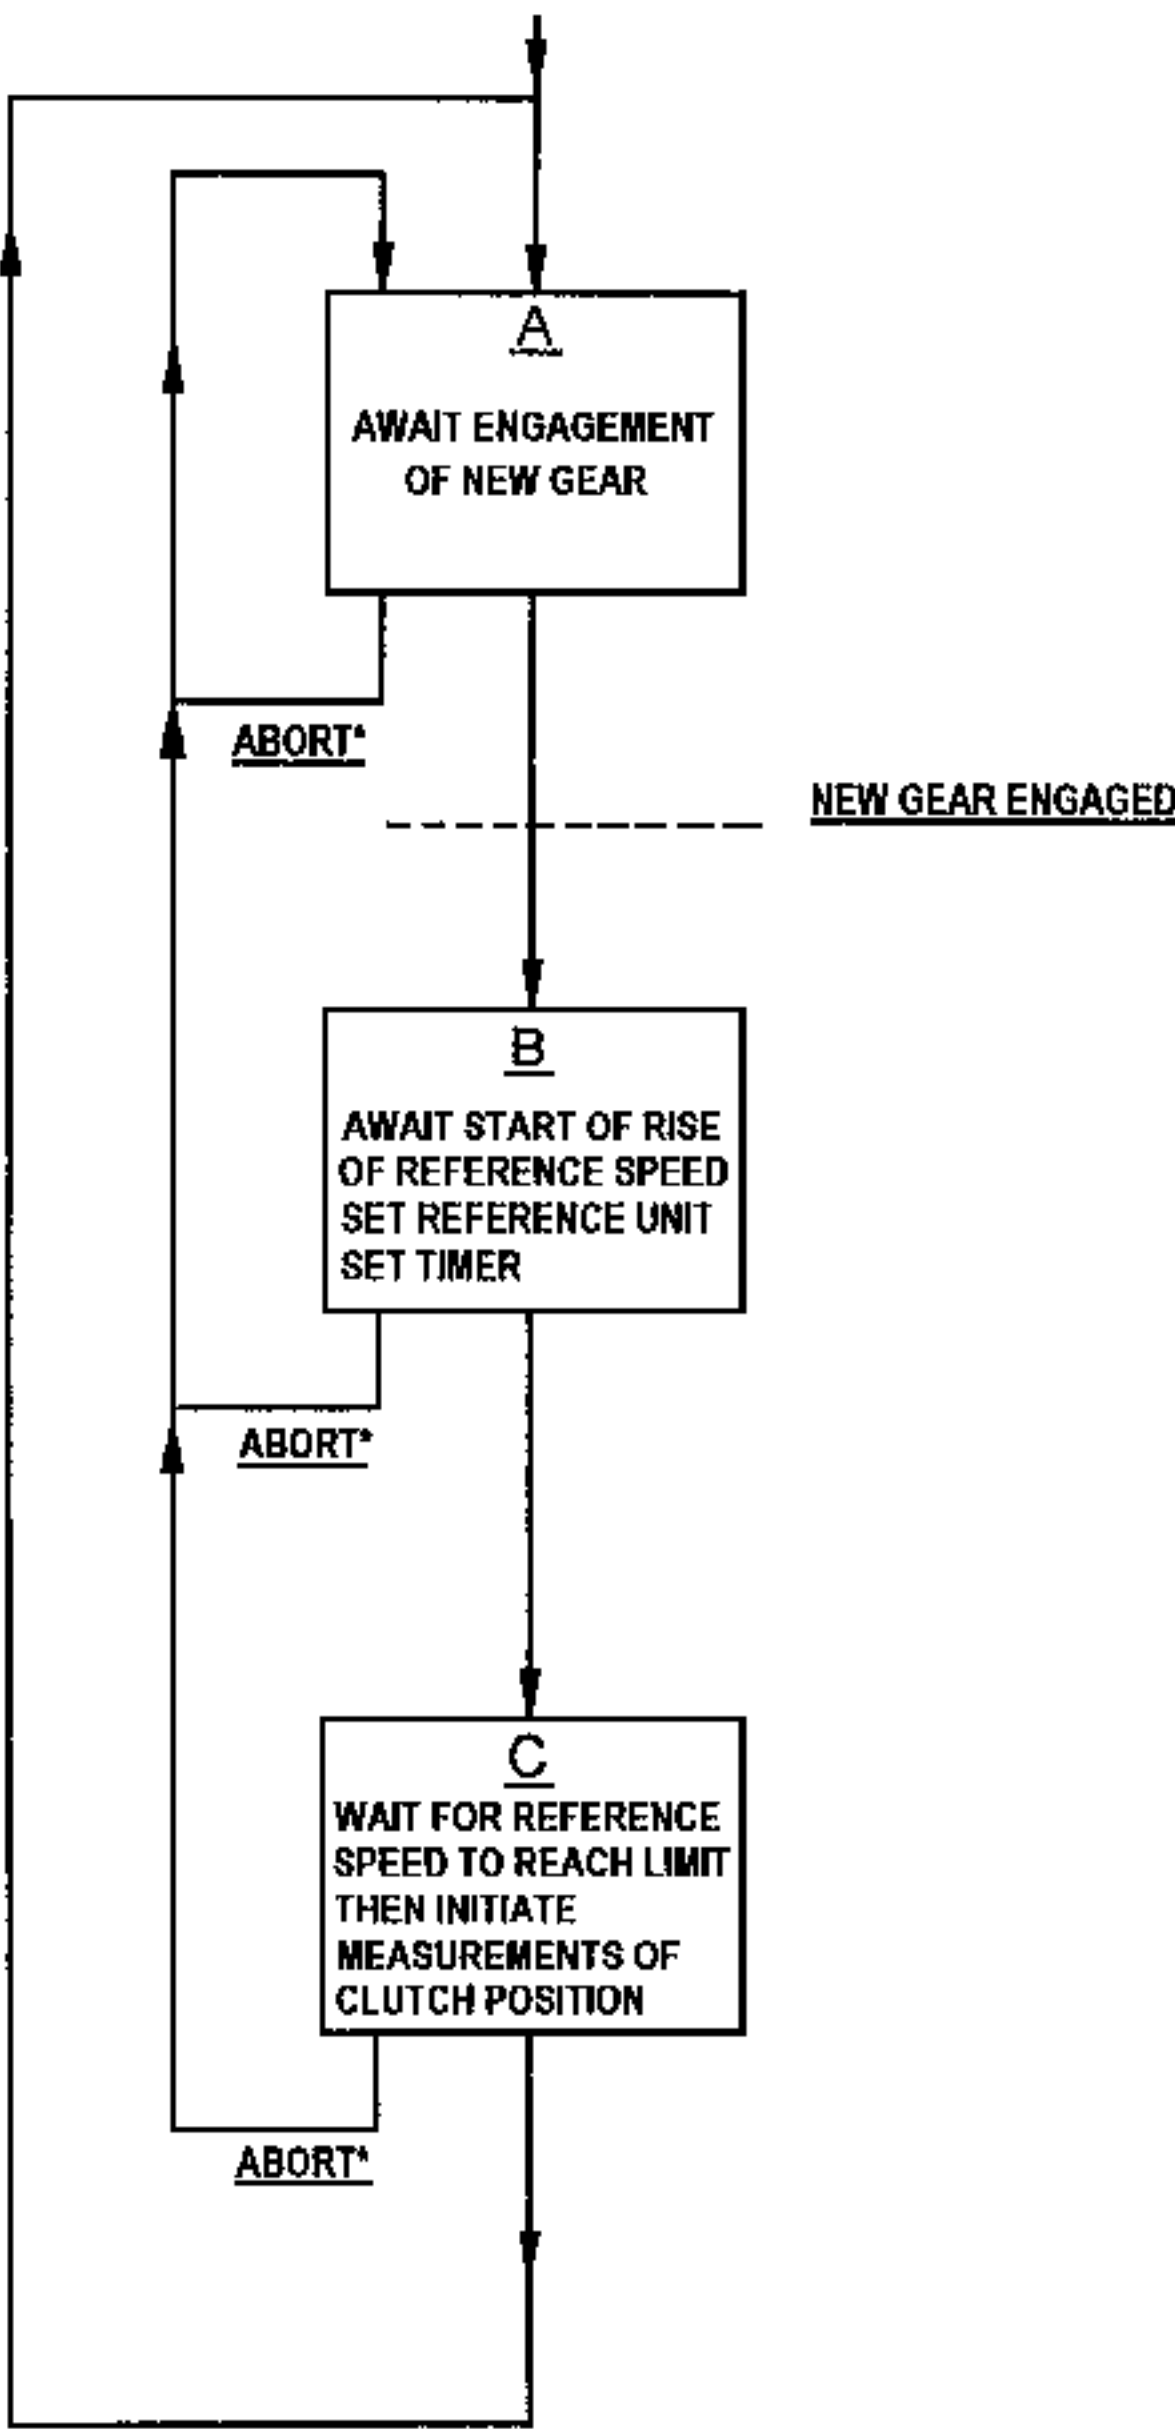 A
AWAIT ENGAGEMENT
OF NEW GEAR
ABORT*
NEW GEAR ENGAGED
B
AWAIT START OF RISE
OF REFERENCE SPEED
SET REFERENCE UNIT
SET TIMER
ABORT*
C
WAIT FOR REFERENCE
SPEED TO REACH LIMIT
THEN INITIATE
MEASUREMENTS OF
CLUTCH POSITION
ABORT*